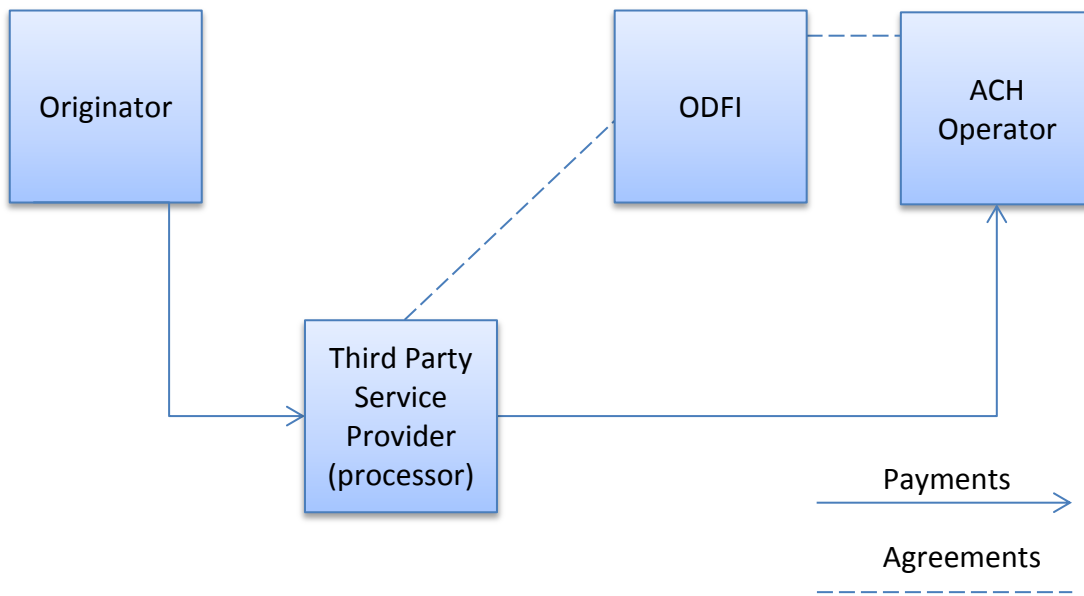 Originator
ODFI
ACH
Operator
Third Party
Service
Provider
(processor)
Payments
Agreements